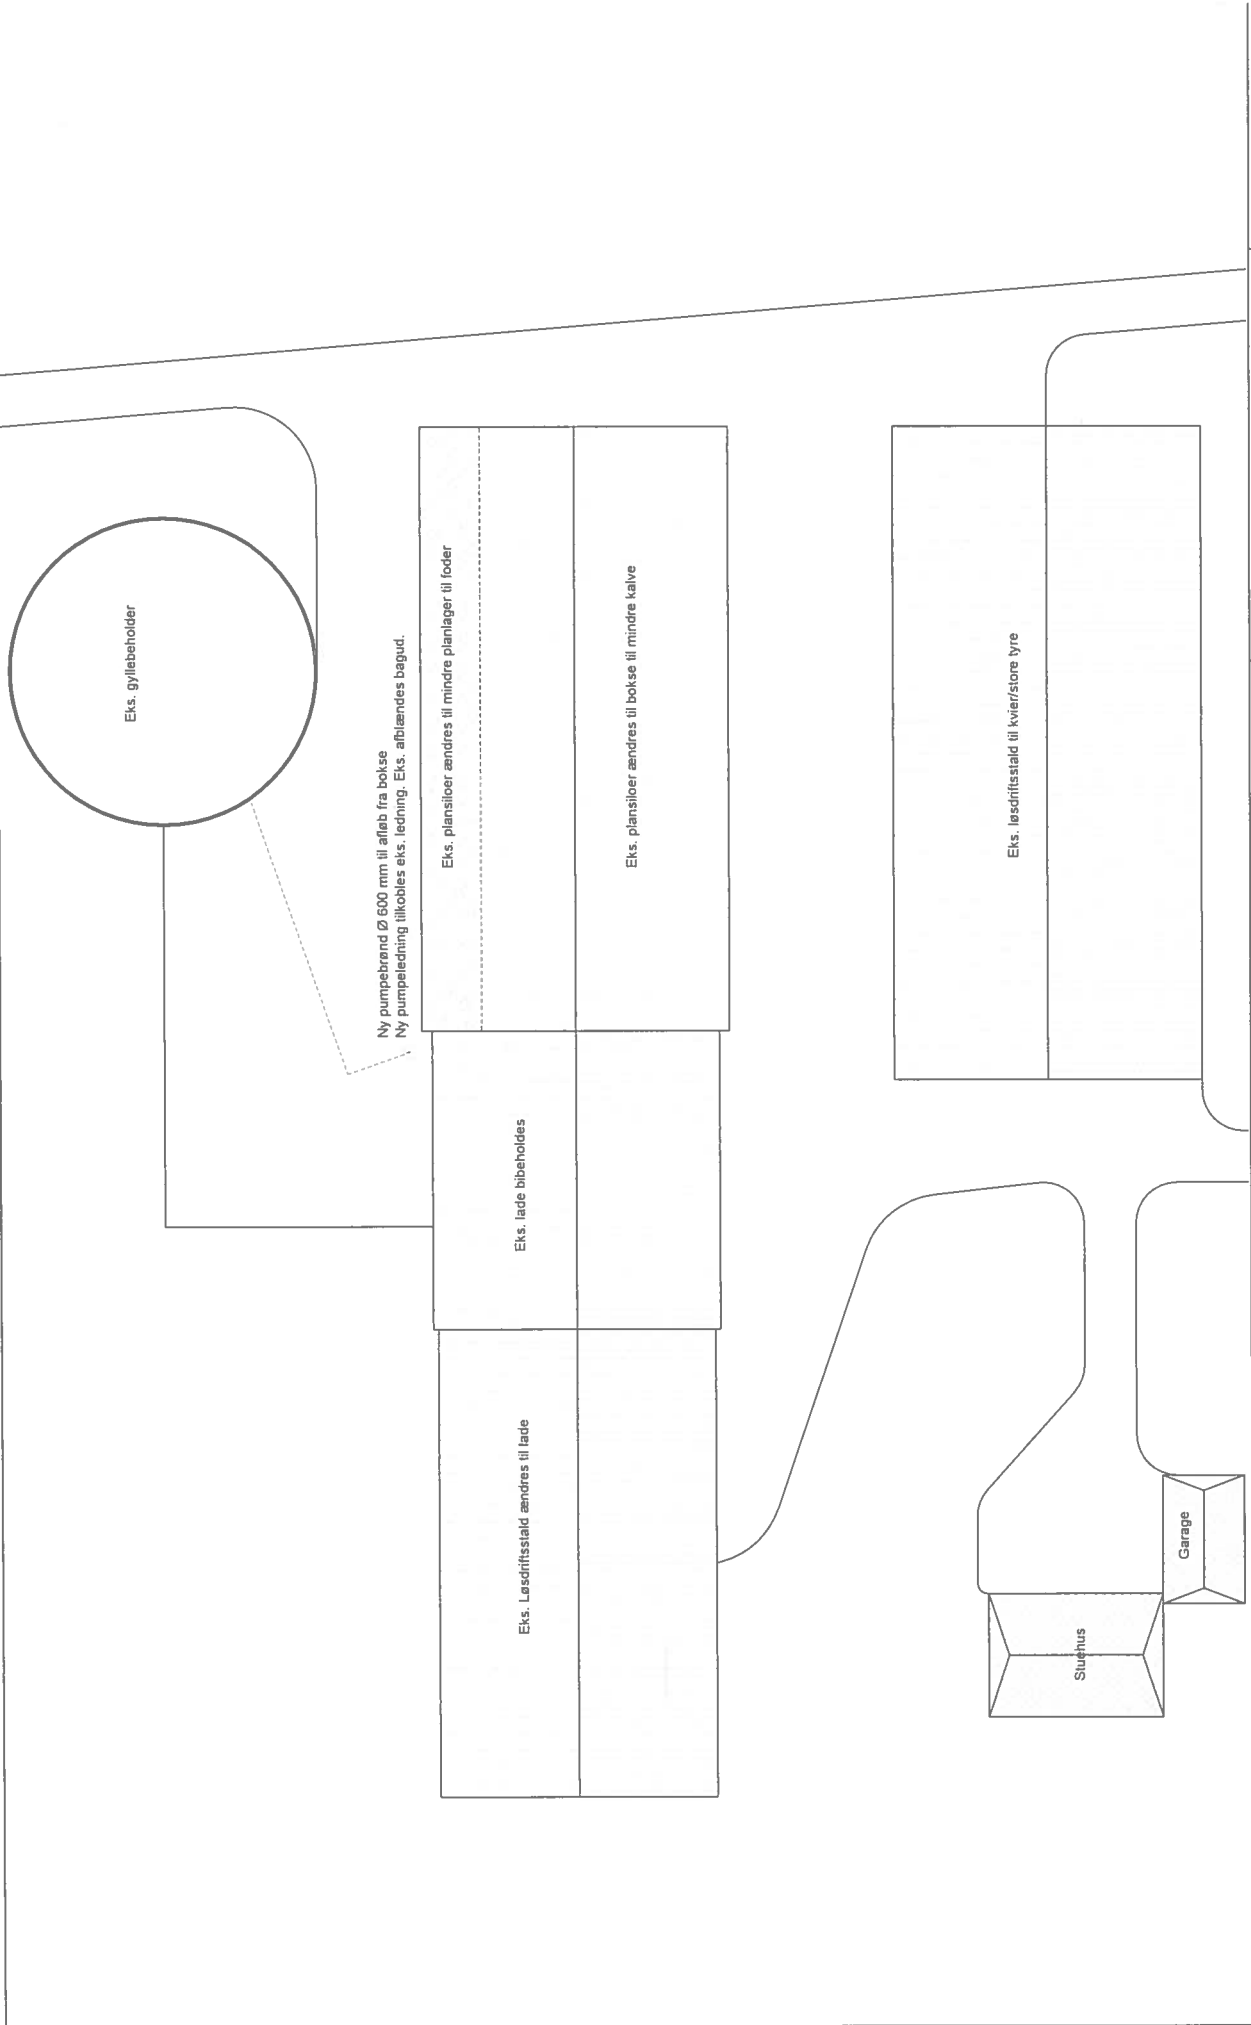 Eks. gyllebeholder
Ny pumpebrønd Ø 600 mm til afløb fra bokse
Ny pumpeledning tilkobles eks. ledning. Eks. afblændes bagud.
Eks. plansiloer ændres til mindre planlager til foder
Eks. lade bibeholdes
Eks. Løsdriftsstald ændres til lade
Eks. plansiloer ændres til bokse til mindre kalve
Eks. løsdriftsstald til kvier/store tyre
Stuehus
Garage